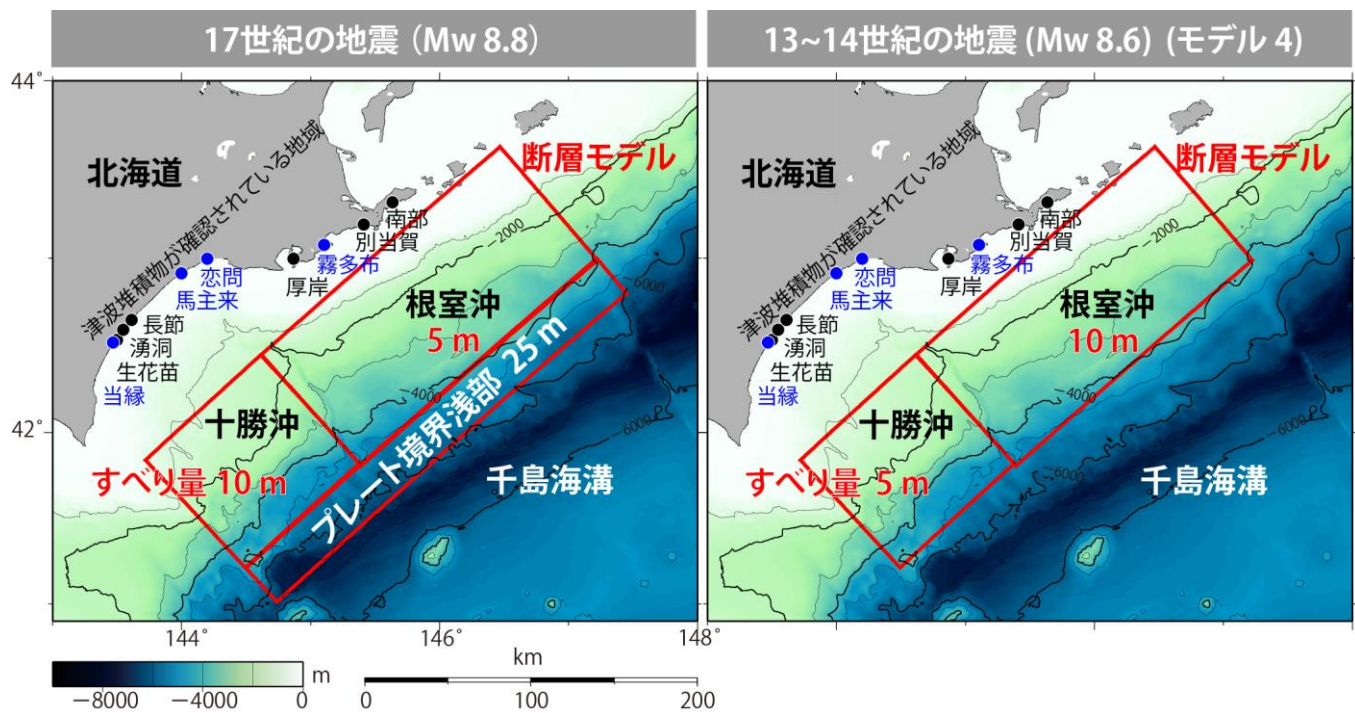 17世紀の地震（Mw 8.8）
44°
北海道
津波堆積物が確認されている地域
断層モデル
南部
別当賀
霧多布
厚岸
恋問
馬主来
長節
湧洞
生花苗
当縁
-2000
-4000
-6000
-6000
根室沖
5 m
十勝沖
すべり量 10 m
プレート境界浅部 25 m
千島海溝
42°
144°
146°
148°
13~14世紀の地震 (Mw 8.6) (モデル 4)
北海道
津波堆積物が確認されている地域
断層モデル
南部
別当賀
霧多布
厚岸
恋問
馬主来
長節
湧洞
生花苗
当縁
-2000
-4000
-6000
-6000
-6000
根室沖
10 m
十勝沖
すべり量 5 m
千島海溝
−8000 −4000 0 m
km
0 100 200